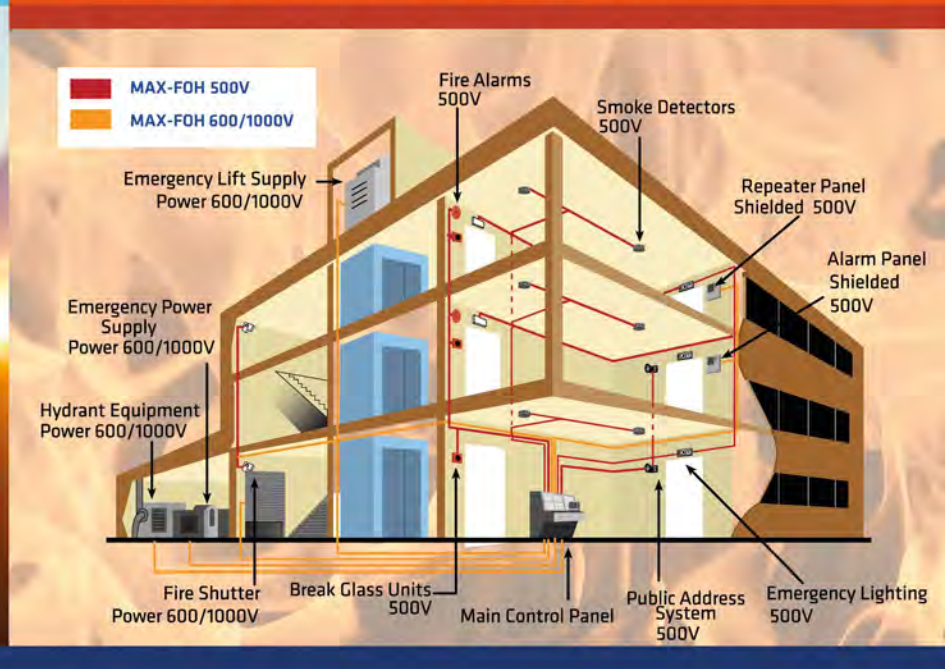 MAX-FOH 500V
MAX-FOH 600/1000V
Fire Alarms
500V
Smoke Detectors
500V
Emergency Lift Supply
Power 600/1000V
Repeater Panel
Shielded 500V
Alarm Panel
Shielded
500V
Emergency Power
Supply
Power 600/1000V
Hydrant Equipment
Power 600/1000V
Fire Shutter
Power 600/1000V
Break Glass Units
500V
Main Control Panel
Public Address
System
500V
Emergency Lighting
500V